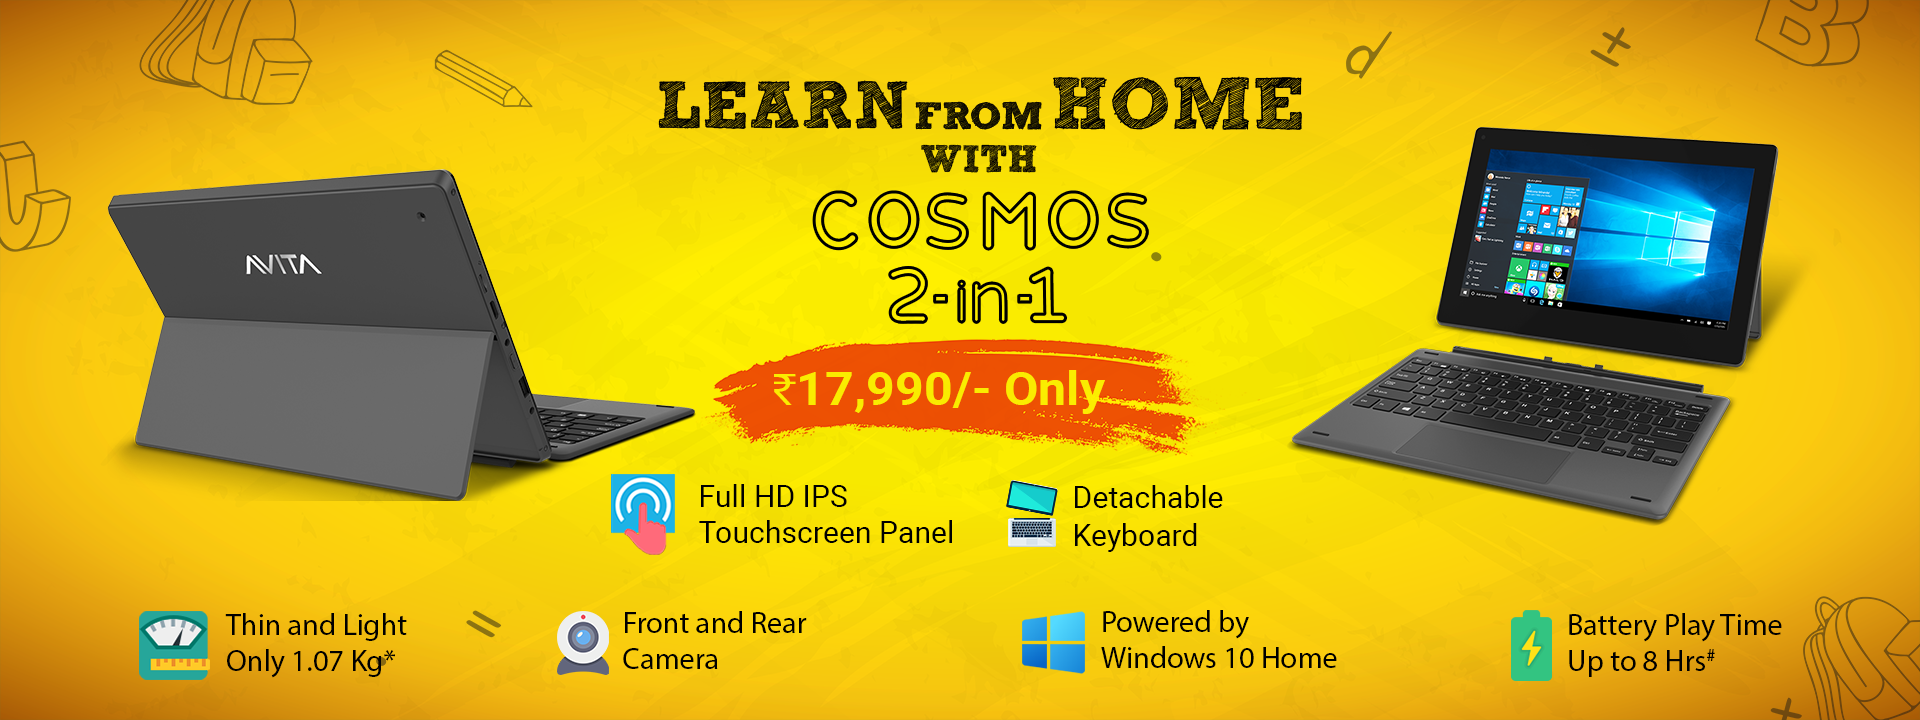 LEARN FROM HOME
WITH
COSMOS
2-in-1
₹17,990/- Only
AVITA
Full HD IPS
Touchscreen Panel
Detachable
Keyboard
Thin and Light
Only 1.07 Kg*
Front and Rear
Camera
Powered by
Windows 10 Home
Battery Play Time
Up to 8 Hrs#
d
B
+
=
+